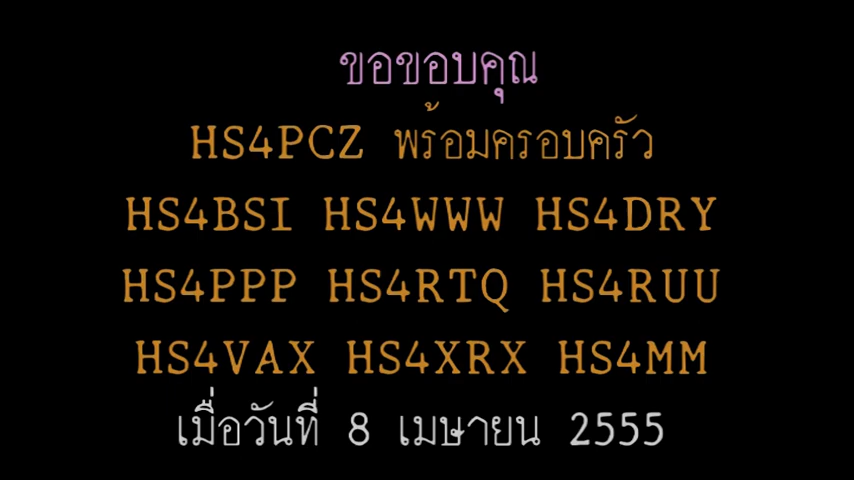 ขอขอบคุณ
HS4PCZ พร้อมครอบครัว
HS4BSI HS4WWW HS4DRY
HS4PPP HS4RTQ HS4RUU
HS4VAX HS4XRX HS4MM
เมื่อวันที่ 8 เมษายน 2555